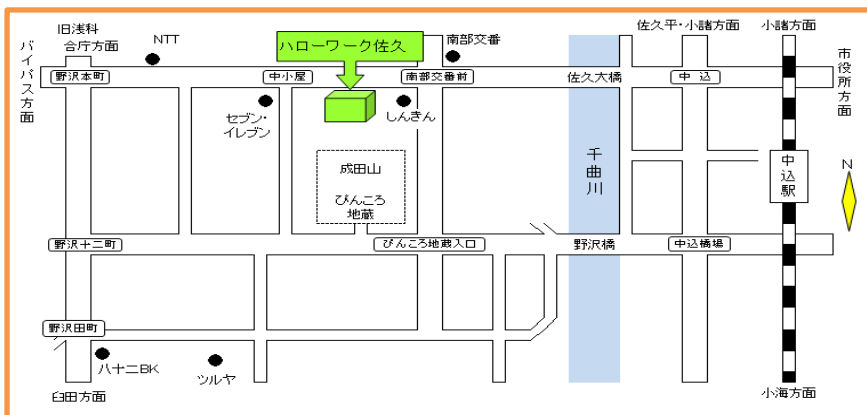 旧浅科
合庁方面
NTT
ハローワーク佐久
南部交番
佐久平・小諸方面
小諸方面
バイパス方面
野沢本町
中小屋
南部交番前
佐久大橋
中込
市役所方面
セブン・
イレブン
しんきん
成田山
ぴんころ
地蔵
千曲川
中込駅
N
野沢十二町
ぴんころ地蔵入口
野沢橋
中込橋場
野沢田町
八十二BK
ツルヤ
臼田方面
小海方面